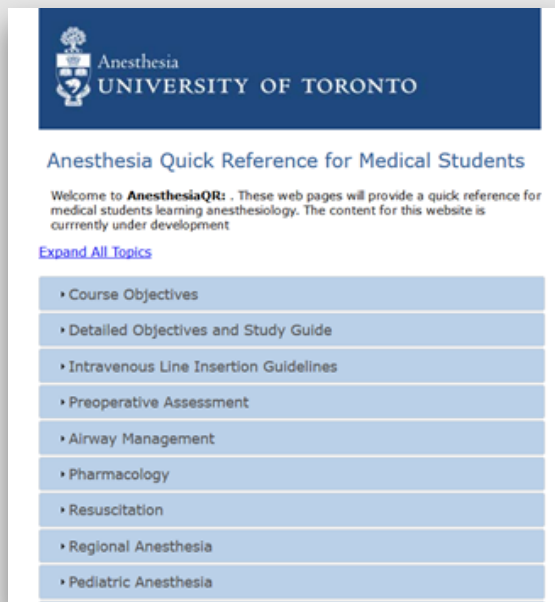 Anesthesia
UNIVERSITY OF TORONTO
Anesthesia Quick Reference for Medical Students
Welcome to AnesthesiaQR: . These web pages will provide a quick reference for
medical students learning anesthesiology. The content for this website is
currrently under development
Expand All Topics
Course Objectives
Detailed Objectives and Study Guide
Intravenous Line Insertion Guidelines
Preoperative Assessment
Airway Management
Pharmacology
Resuscitation
Regional Anesthesia
Pediatric Anesthesia